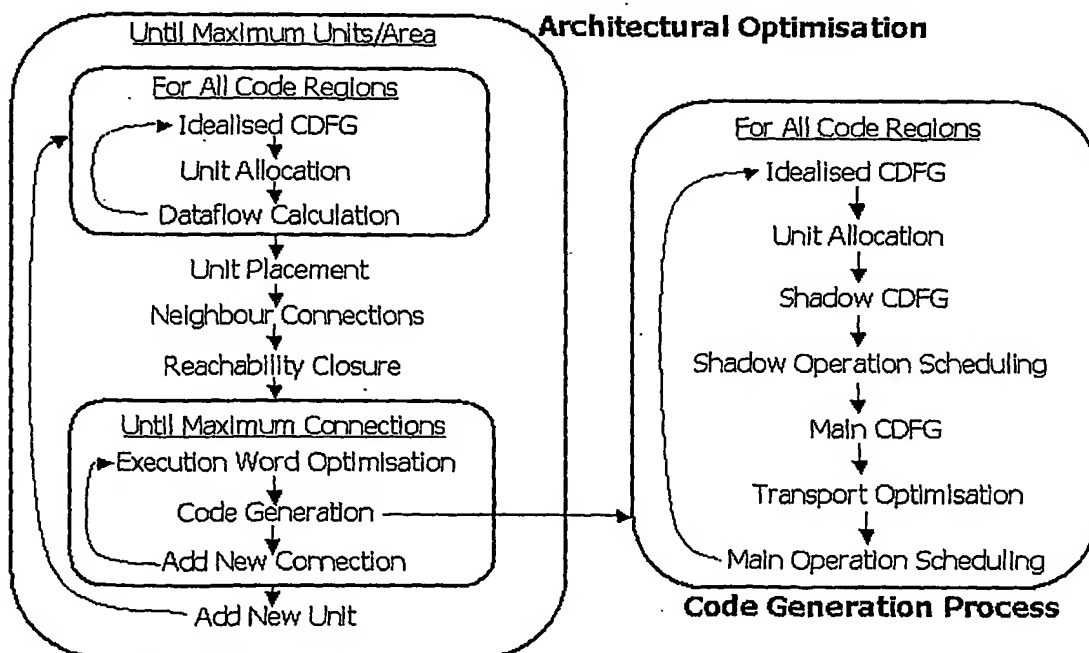 Architectural Optimisation
Until Maximum Units/Area
For All Code Regions
Idealised CDFG
Unit Allocation
Dataflow Calculation
Unit Placement
Neighbour Connections
Reachability Closure
Until Maximum Connections
Execution Word Optimisation
Code Generation
Add New Connection
Add New Unit
For All Code Regions
Idealised CDFG
Unit Allocation
Shadow CDFG
Shadow Operation Scheduling
Main CDFG
Transport Optimisation
Main Operation Scheduling
Code Generation Process